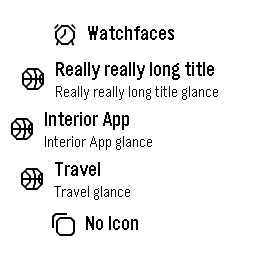 Watchfaces
Really really long title
Really really long title glance
Interior App
Interior App glance
Travel
Travel glance
No Icon